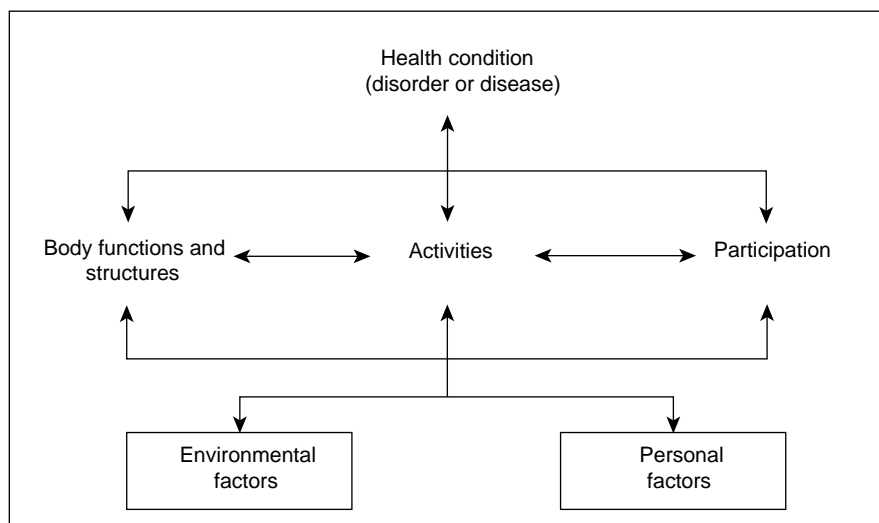 Health condition
(disorder or disease)
Body functions and
structures
Activities
Participation
Environmental
factors
Personal
factors